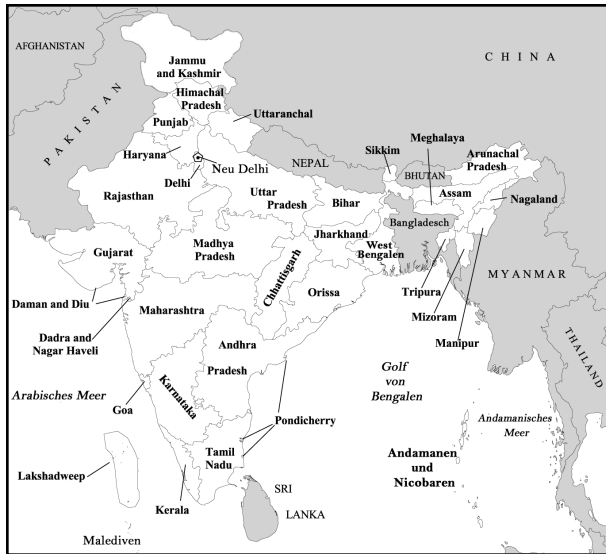 AFGHANISTAN
Jammu
and Kashmir
CHINA
Himachal
Pradesh
PAKISTAN
Punjab
Uttaranchal
Haryana
Neu Delhi
Delhi
NEPAL
Sikkim
Meghalaya
BHUTAN
Arunachal
Pradesh
Assam
Nagaland
Rajasthan
Uttar
Pradesh
Bihar
Bangladesch
Jharkhand
West
Bengalen
Gujarat
Madhya
Pradesh
Chhattisgarh
MYANMAR
Daman and Diu
Maharashtra
Orissa
Tripura
Mizoram
Manipur
Dadra and
Nagar Haveli
Andhra
Pradesh
THAILAND
Arabisches Meer
Goa
Karnataka
Golf
von
Bengalen
Pondicherry
Andamanisches
Meer
Lakshadweep
Tamil
Nadu
Andamanen
und
Nicobaren
Kerala
SRI
LANKA
Malediven